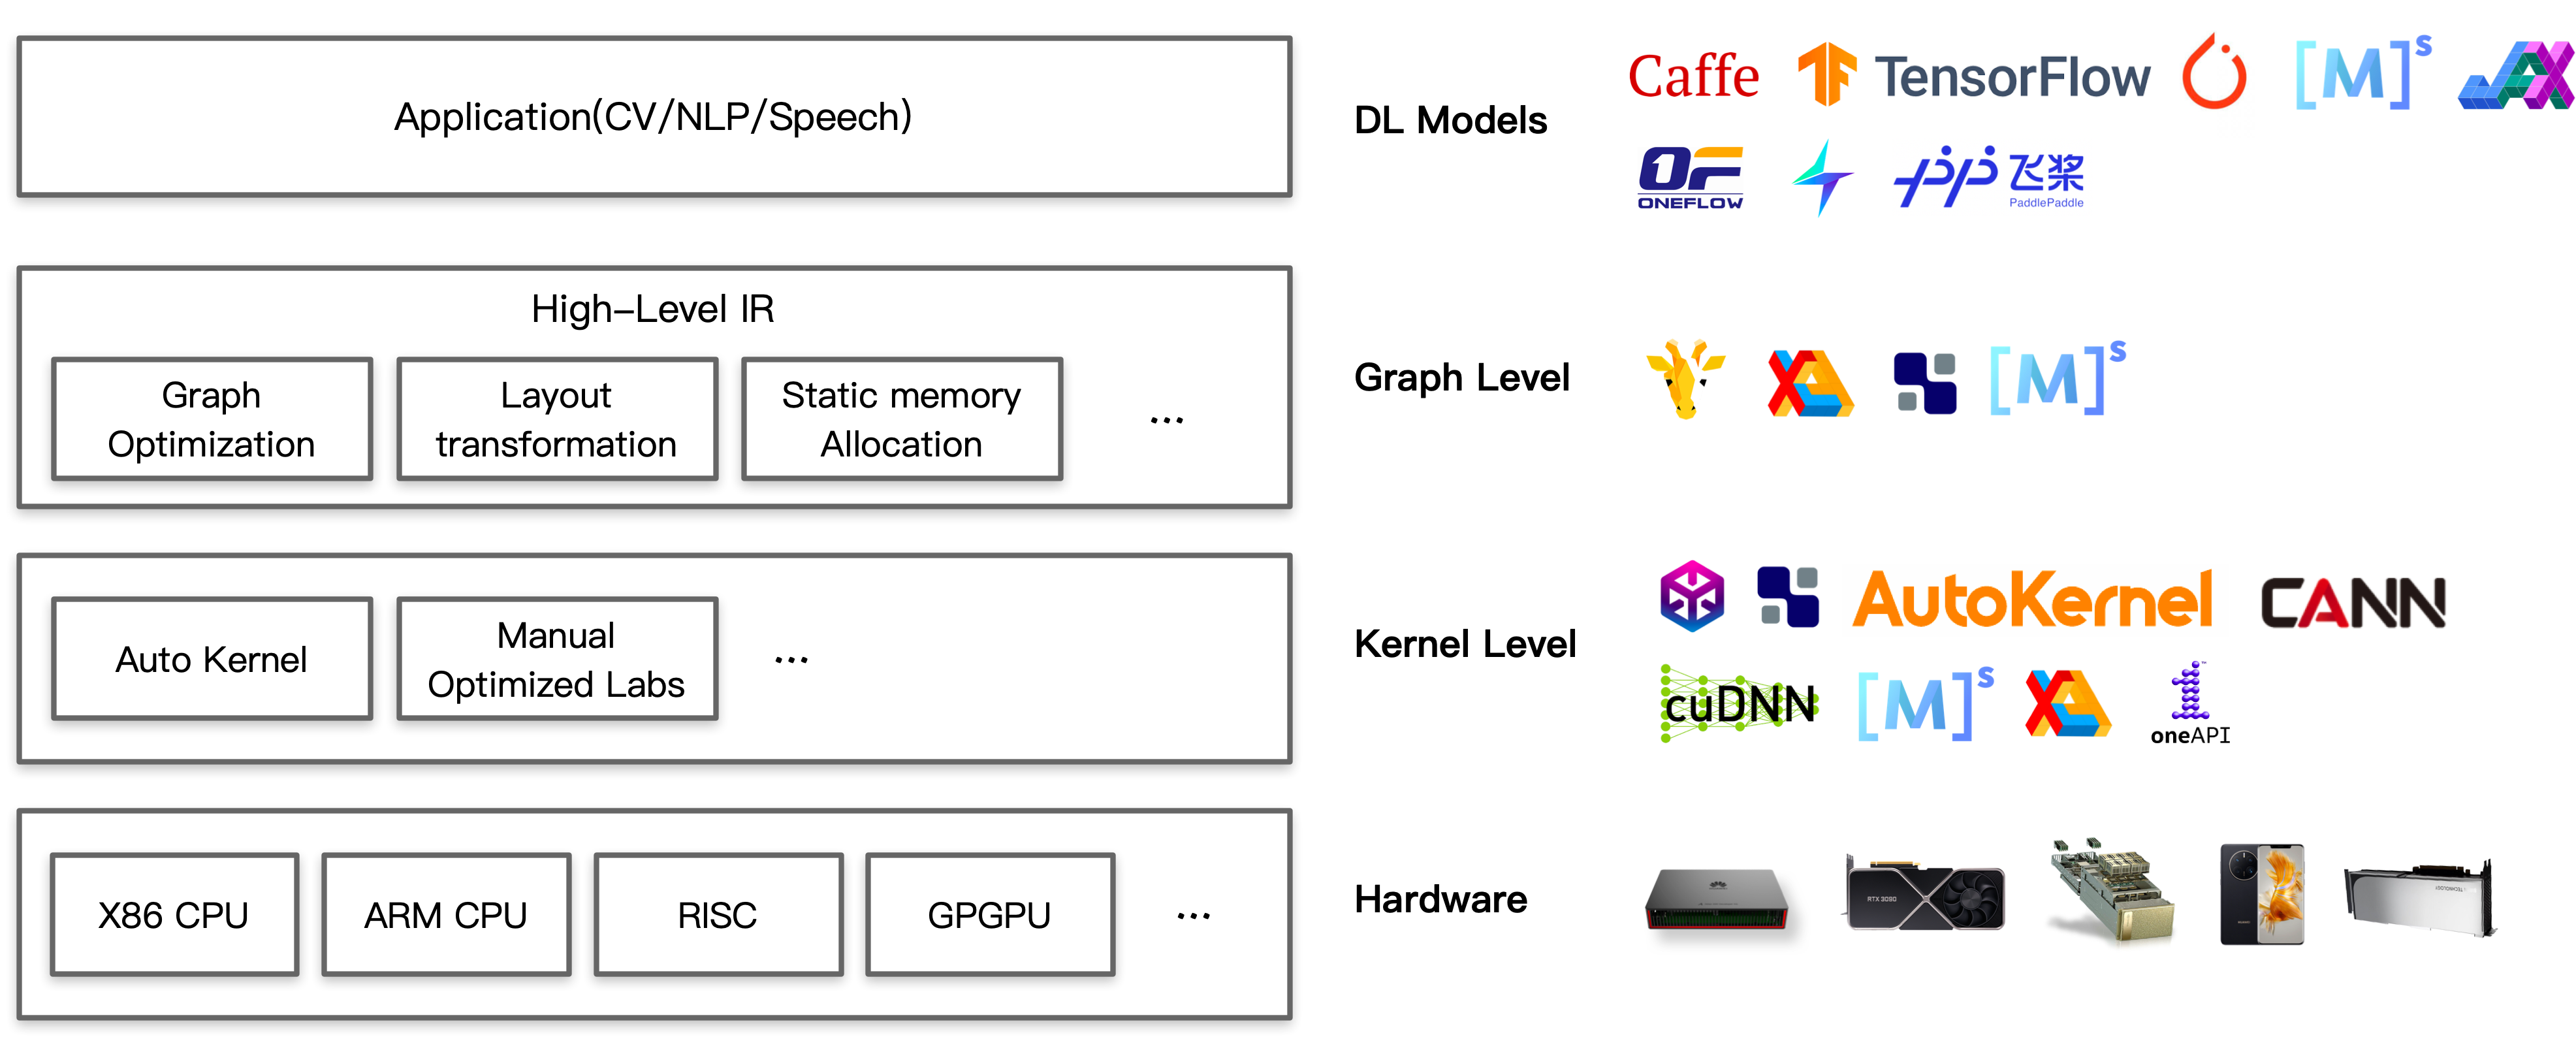 Application(CV/NLP/Speech)
DL Models
Caffe
TensorFlow
[M]s
JAX
OF
ONEFLOW
飞桨
PaddlePaddle
High-Level IR
Graph
Optimization
Layout
transformation
Static memory
Allocation
...
Graph Level
[M]s
Auto Kernel
Manual
Optimized Labs
...
Kernel Level
AutoKernel
CANN
cuDNN
[M]s
oneAPI
X86 CPU
ARM CPU
RISC
GPGPU
...
Hardware
RTX 3090